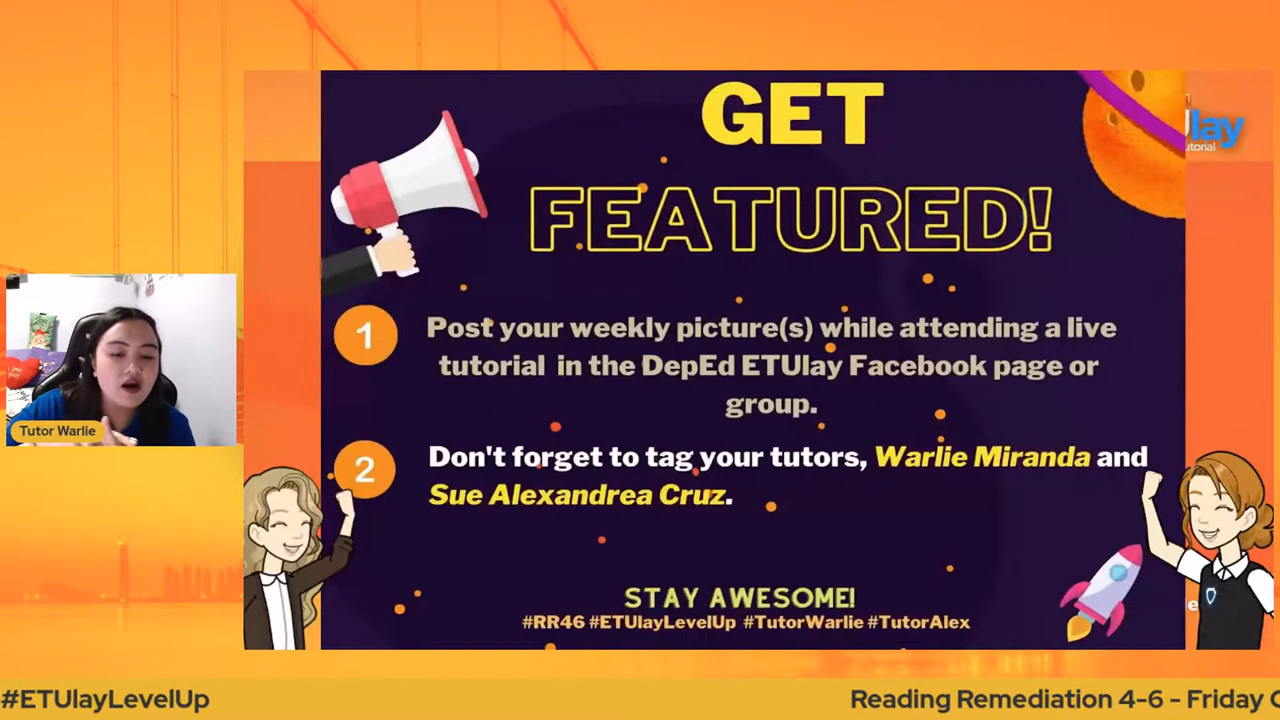 GET
FEATURED!
lay
utorial
1
Post your weekly picture(s) while attending a live
tutorial in the DepEd ETUlay Facebook page or
group.
2
Don't forget to tag your tutors, Warlie Miranda and
Sue Alexandrea Cruz.
Tutor Warlie
STAY AWESOME!
#RR46 #ETUlayLevelUp #TutorWarlie #TutorAlex
#ETUlayLevelUp
Reading Remediation 4-6 - Friday